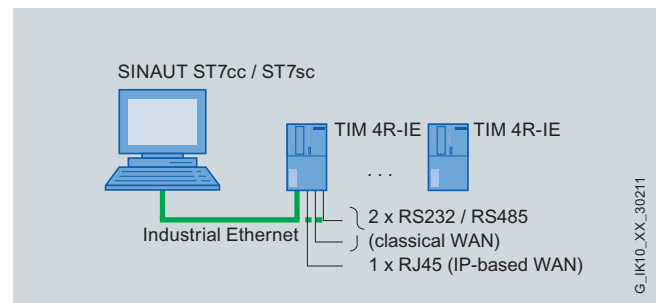 SINAUT ST7cc / ST7sc
TIM 4R-IE
TIM 4R-IE
. . .
2 x RS232 / RS485
Industrial Ethernet
(classical WAN)
1 x RJ45 (IP-based WAN)
G_IK10_XX_30211